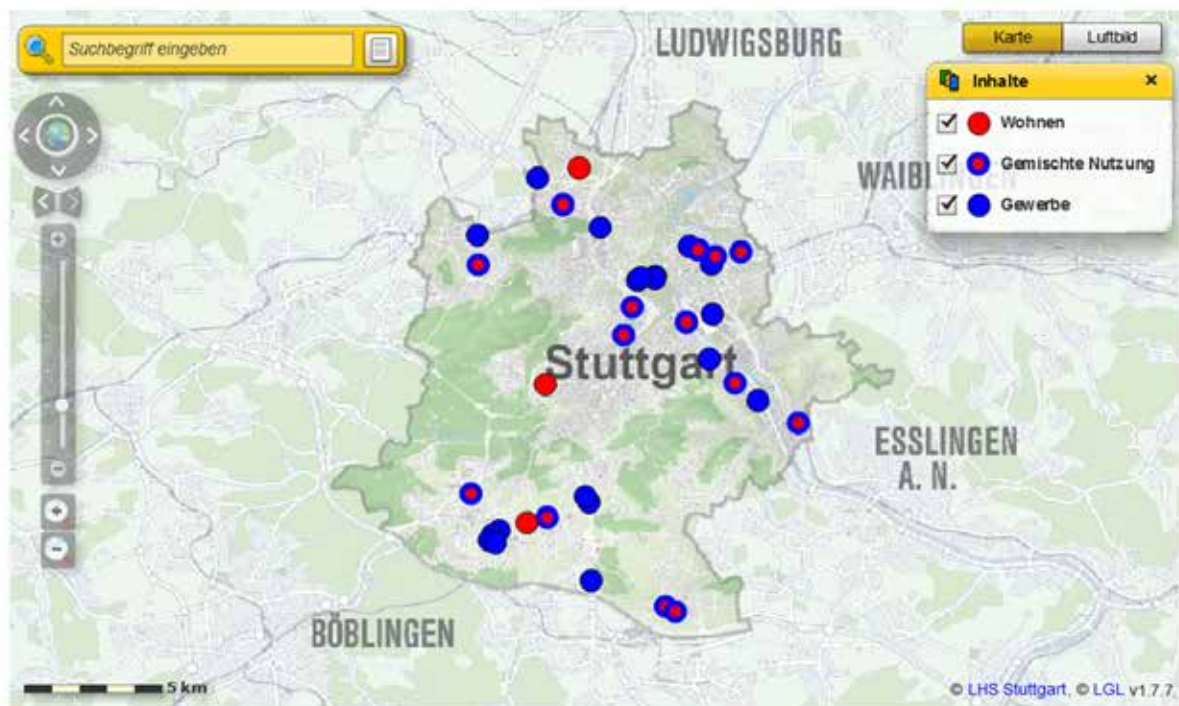 Suchbegriff eingeben
LUDWIGSBURG
Karte
Luftbild
Inhalte
Wohnen
Gemischte Nutzung
Gewerbe
Stuttgart
ESSLINGEN
A. N.
BÖBLINGEN
5 km
© LHS Stuttgart, © LGL v1.7.7